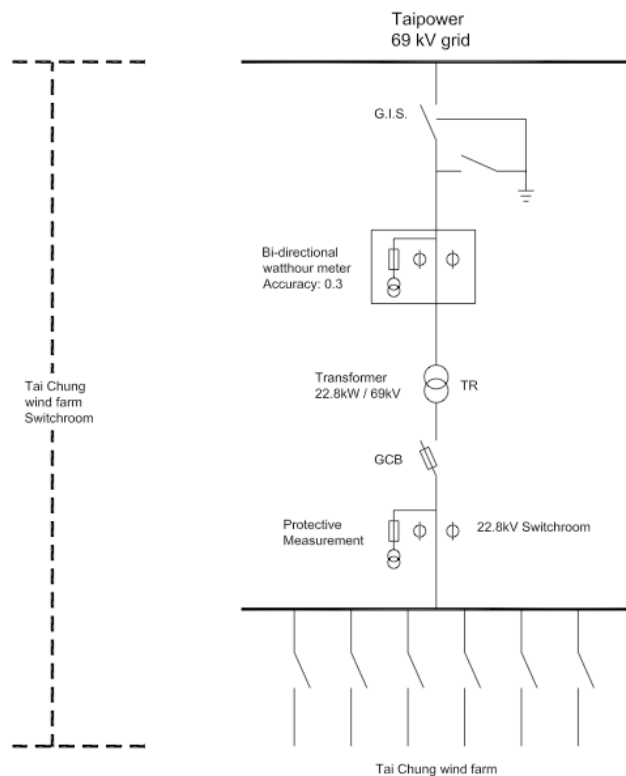 Taipower
69 kV grid
G.I.S.
Bi-directional
watthour meter
Accuracy: 0.3
Tai Chung
wind farm
Switchroom
Transformer
22.8kW / 69kV
TR
GCB
Protective
Measurement
22.8kV Switchroom
Tai Chung wind farm